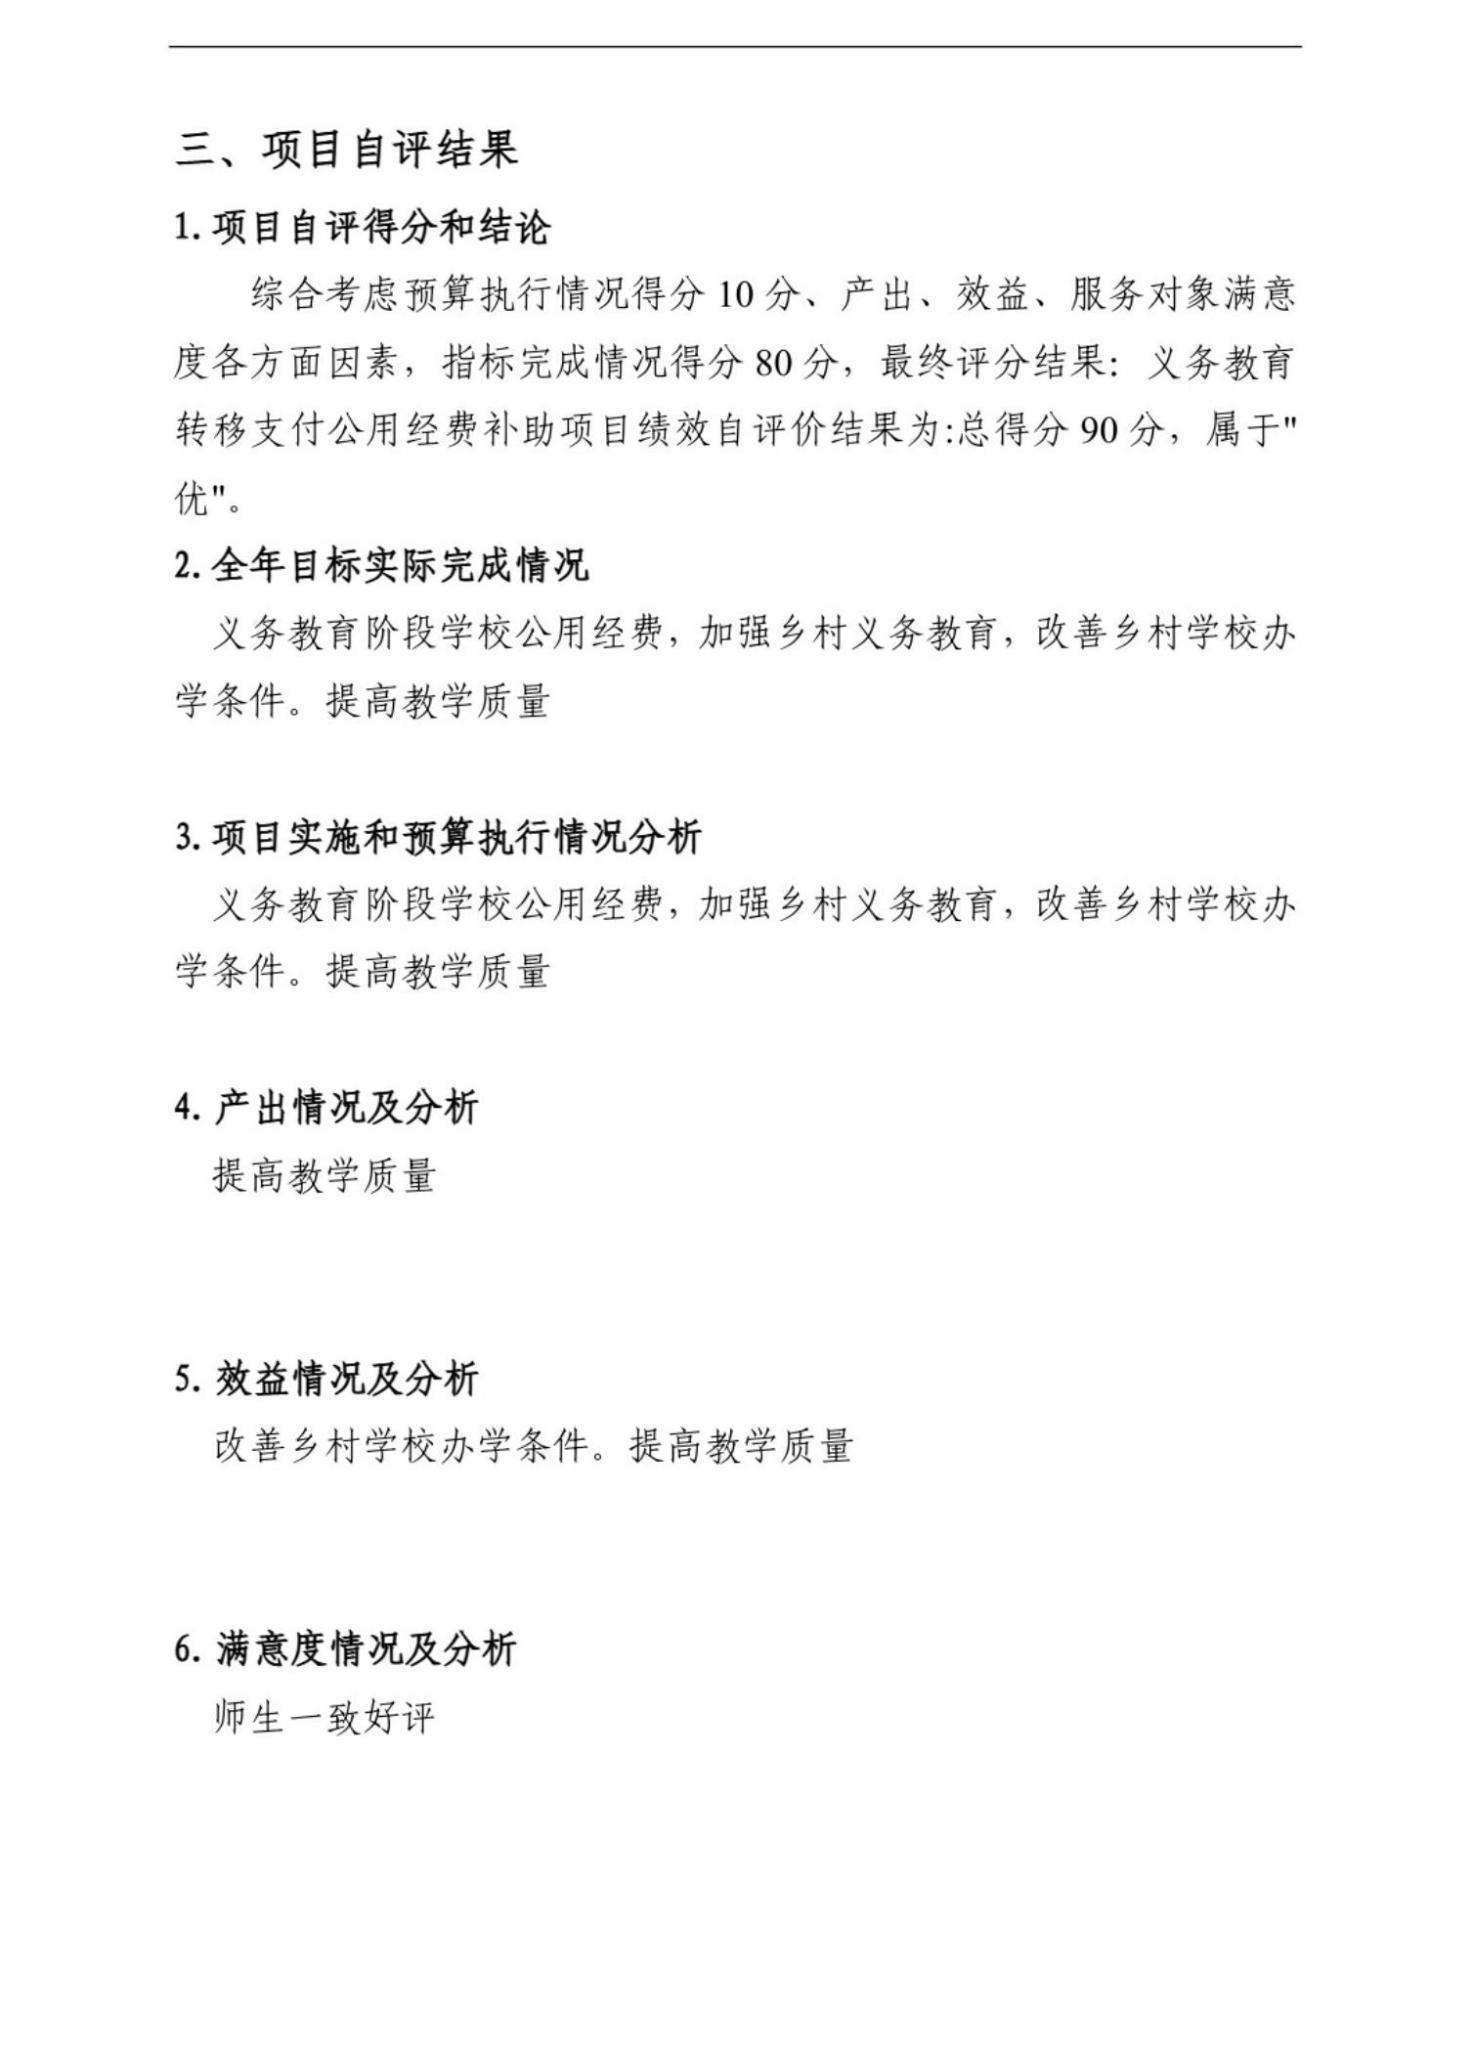 三、项目自评结果
1. 项目自评得分和结论
综合考虑预算执行情况得分 10 分、产出、效益、服务对象满意
度各方面因素，指标完成情况得分 80 分，最终评分结果：义务教育
转移支付公用经费补助项目绩效自评价结果为:总得分 90 分，属于"
优"。
2. 全年目标实际完成情况
义务教育阶段学校公用经费，加强乡村义务教育，改善乡村学校办
学条件。提高教学质量
3. 项目实施和预算执行情况分析
义务教育阶段学校公用经费，加强乡村义务教育，改善乡村学校办
学条件。提高教学质量
4. 产出情况及分析
提高教学质量
5. 效益情况及分析
改善乡村学校办学条件。提高教学质量
6. 满意度情况及分析
师生一致好评